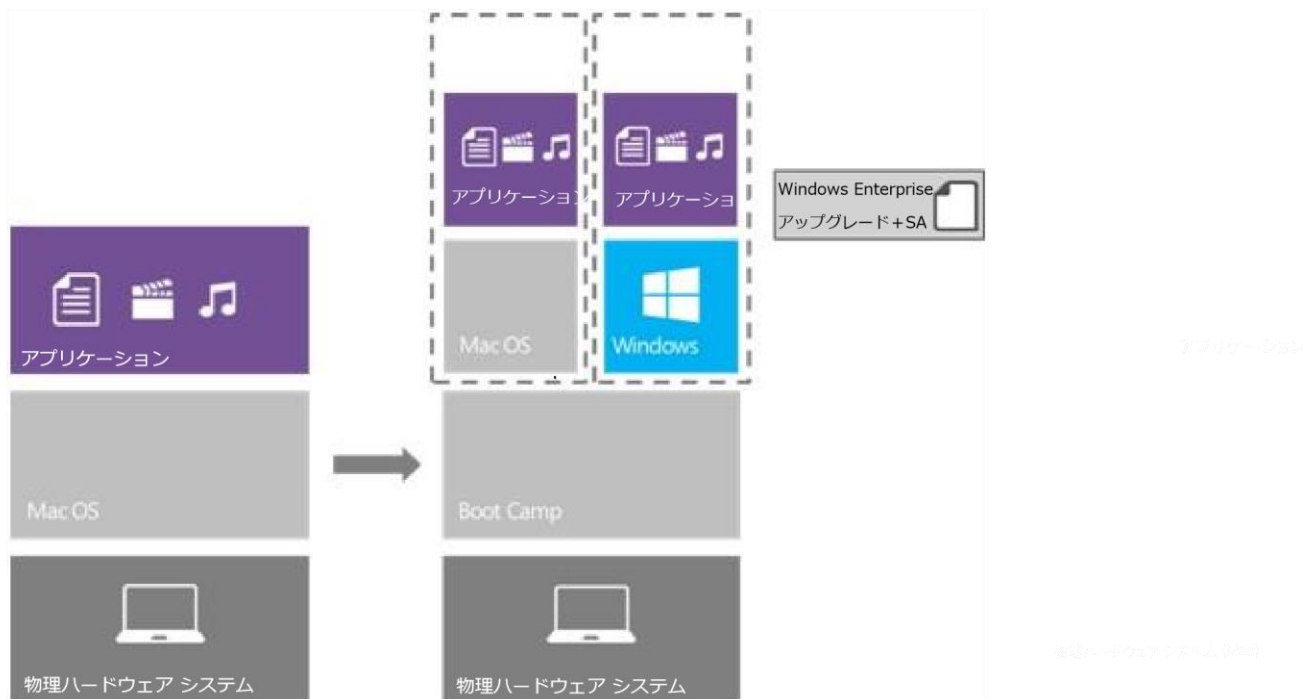 アプリケーション
Mac OS
物理ハードウェア システム
アプリケーション
Mac OS
アプリケーショ
Windows
Boot Camp
物理ハードウェア システム
Windows Enterprise
アップグレード+SA
アプリケーション